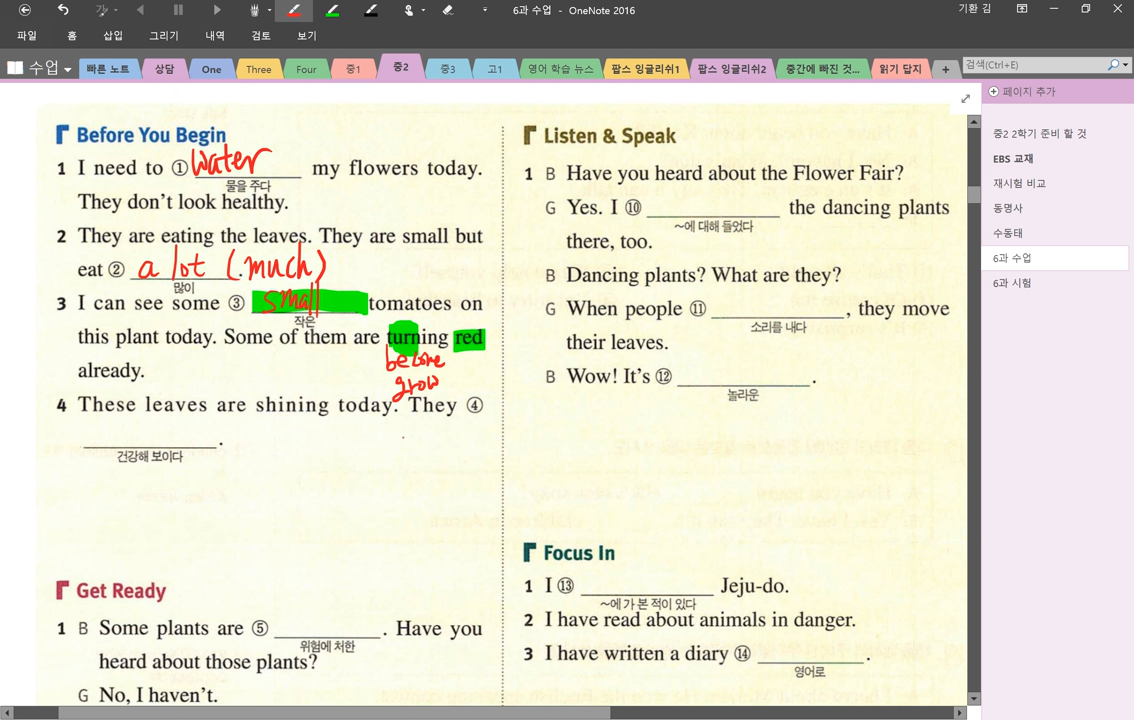 6과 수업 - OneNote 2016
기환 김
파일 홈 삽입 그리기 내역 검토 보기
수업 빠른 노트 상담 One Three Four 중1 중2 중3 고1 영어 학습 뉴스 팝스 잉글리쉬1 팝스 잉글리쉬2 중간에 빠진 것... 읽기 답지 +
검색(Ctrl+E)
페이지 추가
중2 2학기 준비 할 것
EBS 교재
재시험 비교
동명사
수동태
6과 수업
6과 시험
Before You Begin
1 I need to ① water my flowers today.
물을 주다
They don't look healthy.
2 They are eating the leaves. They are small but
eat ② a lot (much)
많이
3 I can see some ③ small tomatoes on
작은
this plant today. Some of them are turning red
become
already.
grow
4 These leaves are shining today. They ④
.
건강해 보이다
Get Ready
1 B Some plants are ⑤ . Have you
위험에 처한
heard about those plants?
G No, I haven't.
Listen & Speak
1 B Have you heard about the Flower Fair?
G Yes. I ⑩ the dancing plants
~에 대해 들었다
there, too.
B Dancing plants? What are they?
G When people ⑪ , they move
소리를 내다
their leaves.
B Wow! It's ⑫ .
놀라운
Focus In
1 I ⑬ Jeju-do.
~에 가 본 적이 있다
2 I have read about animals in danger.
3 I have written a diary ⑭ .
영어로